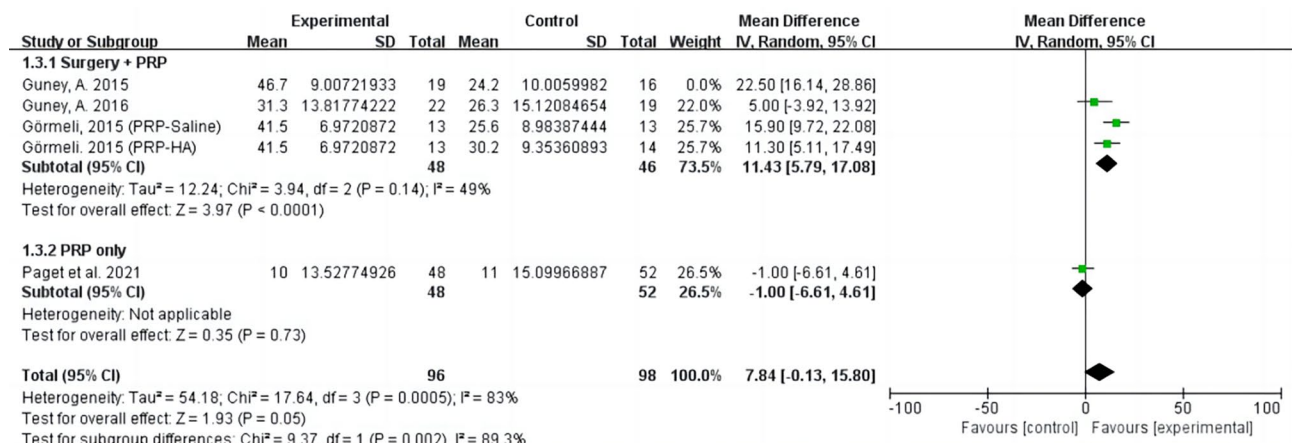 Experimental Control Mean Difference Mean Difference
Study or Subgroup Mean SD Total Mean SD Total Weight IV, Random, 95% CI IV, Random, 95% CI
1.3.1 Surgery + PRP
Guney, A. 2015 46.7 9.00721933 19 24.2 10.0059982 16 0.0% 22.50 [16.14, 28.86]
Guney, A. 2016 31.3 13.81774222 22 26.3 15.12084654 19 22.0% 5.00 [-3.92, 13.92]
Görmeli, 2015 (PRP-Saline) 41.5 6.9720872 13 25.6 8.98387444 13 25.7% 15.90 [9.72, 22.08]
Görmeli. 2015 (PRP-HA) 41.5 6.9720872 13 30.2 9.35360893 14 25.7% 11.30 [5.11, 17.49]
Subtotal (95% CI) 48 46 73.5% 11.43 [5.79, 17.08]
Heterogeneity: Tau² = 12.24; Chi² = 3.94, df = 2 (P = 0.14); I² = 49%
Test for overall effect: Z = 3.97 (P < 0.0001)
1.3.2 PRP only
Paget et al. 2021 10 13.52774926 48 11 15.09966887 52 26.5% -1.00 [-6.61, 4.61]
Subtotal (95% CI) 48 52 26.5% -1.00 [-6.61, 4.61]
Heterogeneity: Not applicable
Test for overall effect: Z = 0.35 (P = 0.73)
Total (95% CI) 96 98 100.0% 7.84 [-0.13, 15.80]
Heterogeneity: Tau² = 54.18; Chi² = 17.64, df = 3 (P = 0.0005); I² = 83%
Test for overall effect: Z = 1.93 (P = 0.05)
Test for subgroup differences: Chi² = 9.37, df = 1 (P = 0.002), I² = 89.3%
-100 -50 0 50 100
Favours [control] Favours [experimental]